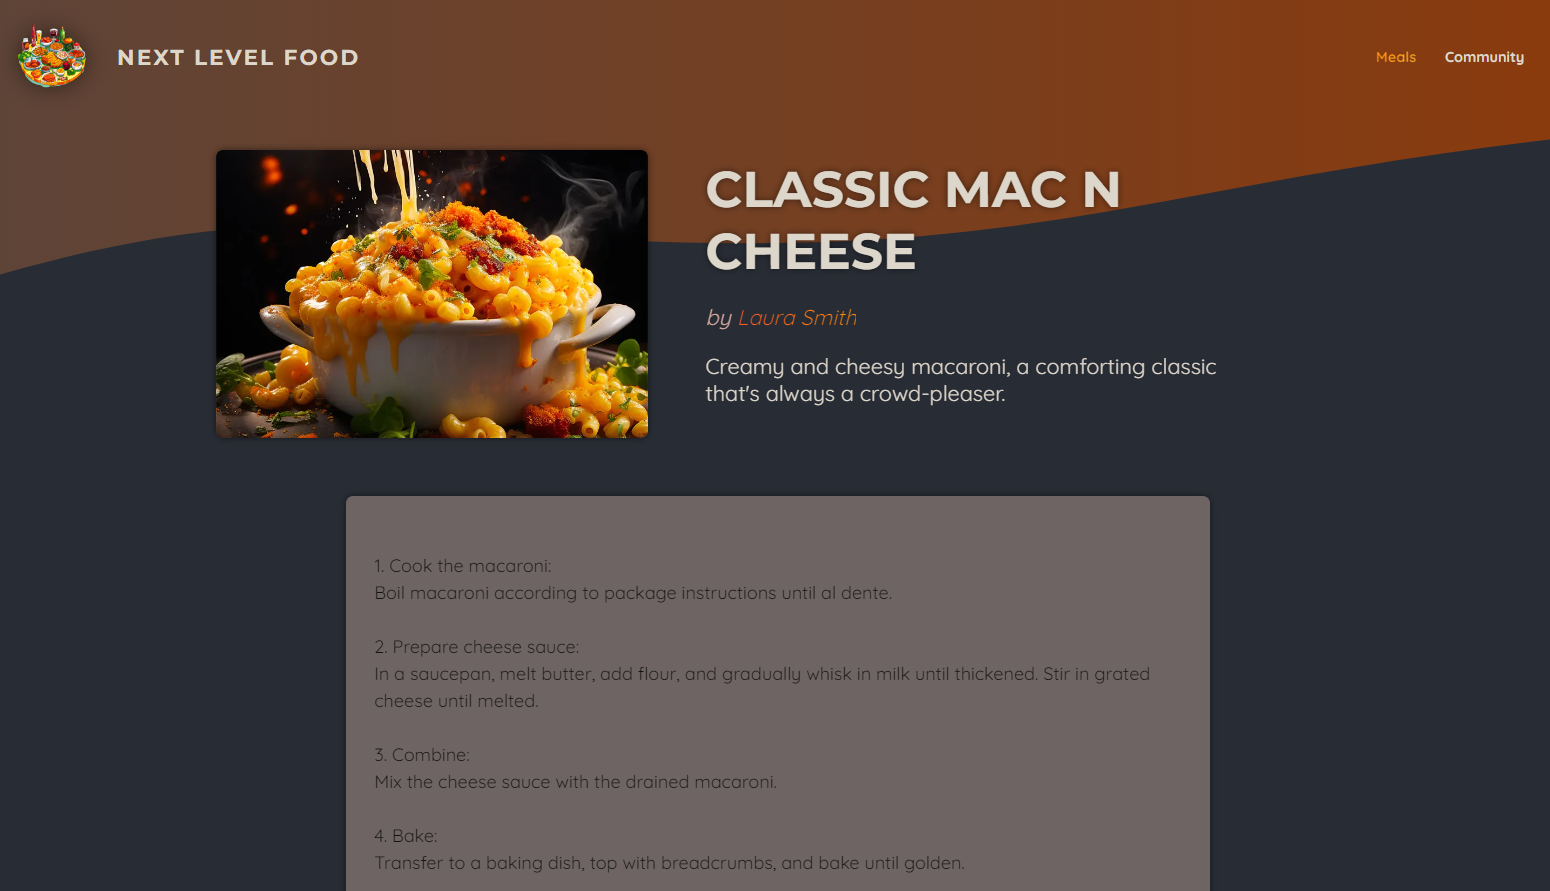 NEXT LEVEL FOOD
Meals
Community
CLASSIC MAC N
CHEESE
by Laura Smith
Creamy and cheesy macaroni, a comforting classic
that's always a crowd-pleaser.
1. Cook the macaroni:
Boil macaroni according to package instructions until al dente.
2. Prepare cheese sauce:
In a saucepan, melt butter, add flour, and gradually whisk in milk until thickened. Stir in grated
cheese until melted.
3. Combine:
Mix the cheese sauce with the drained macaroni.
4. Bake:
Transfer to a baking dish, top with breadcrumbs, and bake until golden.